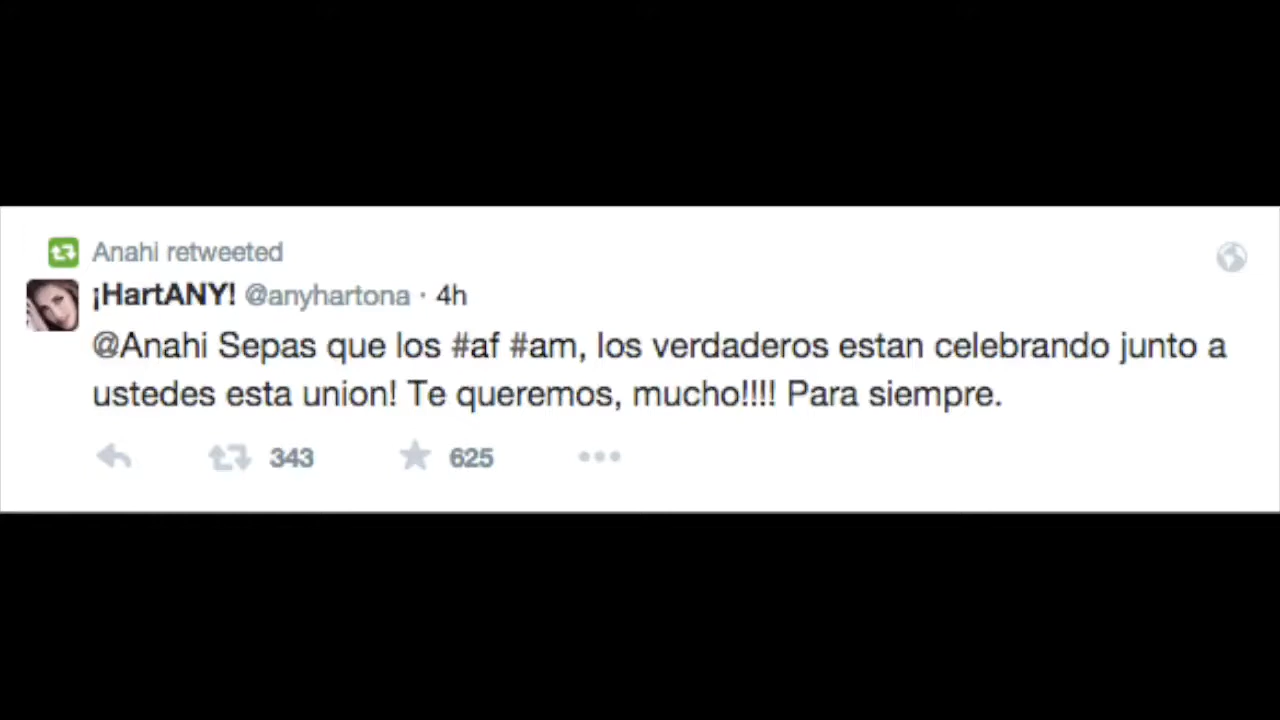 Anahi retweeted
¡HartANY! @anyhartona · 4h
@Anahi Sepas que los #af #am, los verdaderos estan celebrando junto a
ustedes esta union! Te queremos, mucho!!!! Para siempre.
343 625